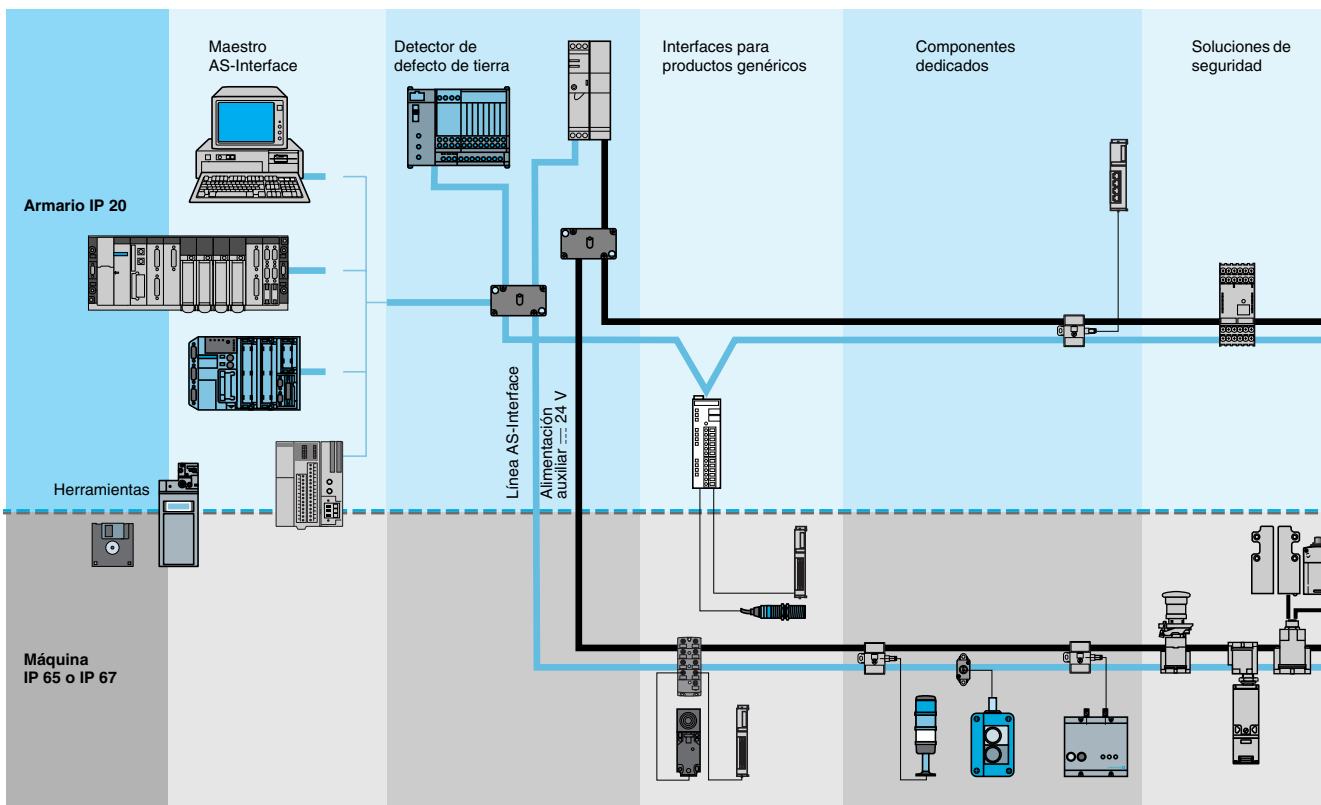 Maestro
AS-Interface
Detector de
defecto de tierra
Interfaces para
productos genéricos
Componentes
dedicados
Soluciones de
seguridad
Armario IP 20
Línea AS-Interface
Alimentación
auxiliar ⎓ 24 V
Herramientas
Máquina
IP 65 o IP 67